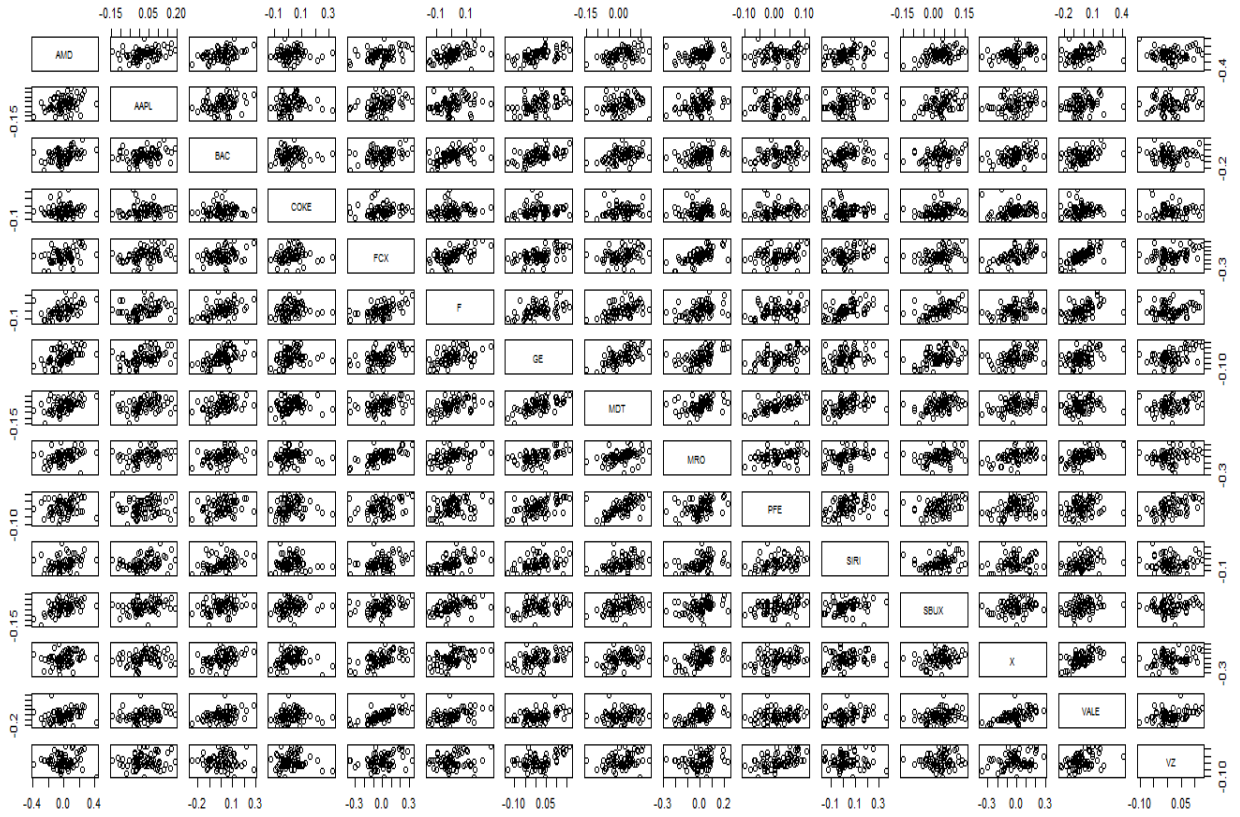 -0.15 0.05 0.20 -0.1 0.1 0.3 -0.1 0.1 -0.15 0.00 -0.10 0.00 0.10 -0.15 0.00 0.15 -0.2 0.1 0.4
AMD -0.4
-0.15 AAPL
BAC -0.2
-0.1 COKE
FCX -0.3
-0.1 F
GE -0.10
-0.15 MDT
MRO -0.3
-0.10 PFE
SIRI -0.1
-0.15 SBUX
X -0.3
-0.2 VALE
VZ -0.10
-0.4 0.0 0.4 -0.2 0.1 0.3 -0.3 0.0 0.3 -0.10 0.05 -0.3 0.2 -0.1 0.1 0.3 -0.3 0.0 0.3 -0.10 0.05